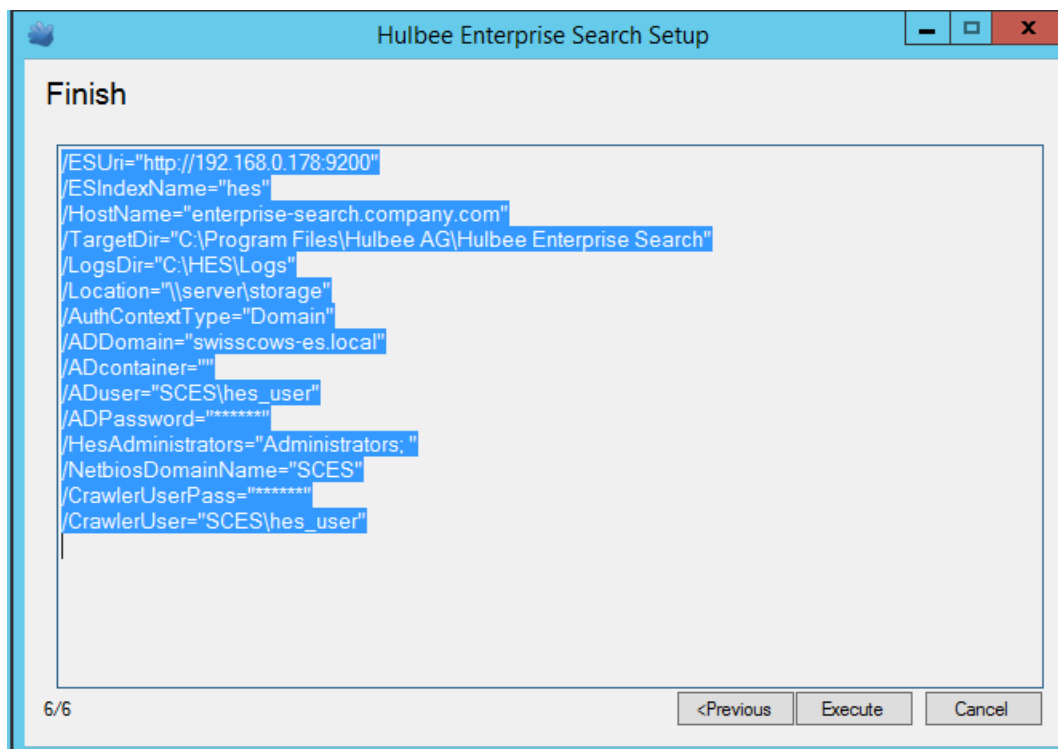 Hulbee Enterprise Search Setup
Finish
/ESUri="http://192.168.0.178:9200"
/ESIndexName="hes"
/HostName="enterprise-search.company.com"
/TargetDir="C:\Program Files\Hulbee AG\Hulbee Enterprise Search"
/LogsDir="C:\HES\Logs"
/Location="\\server\storage"
/AuthContextType="Domain"
/ADDomain="swisscows-es.local"
/ADcontainer=""
/ADuser="SCES\hes_user"
/ADPassword="******"
/HesAdministrators="Administrators; "
/NetbiosDomainName="SCES"
/CrawlerUserPass="******"
/CrawlerUser="SCES\hes_user"
6/6
<Previous
Execute
Cancel